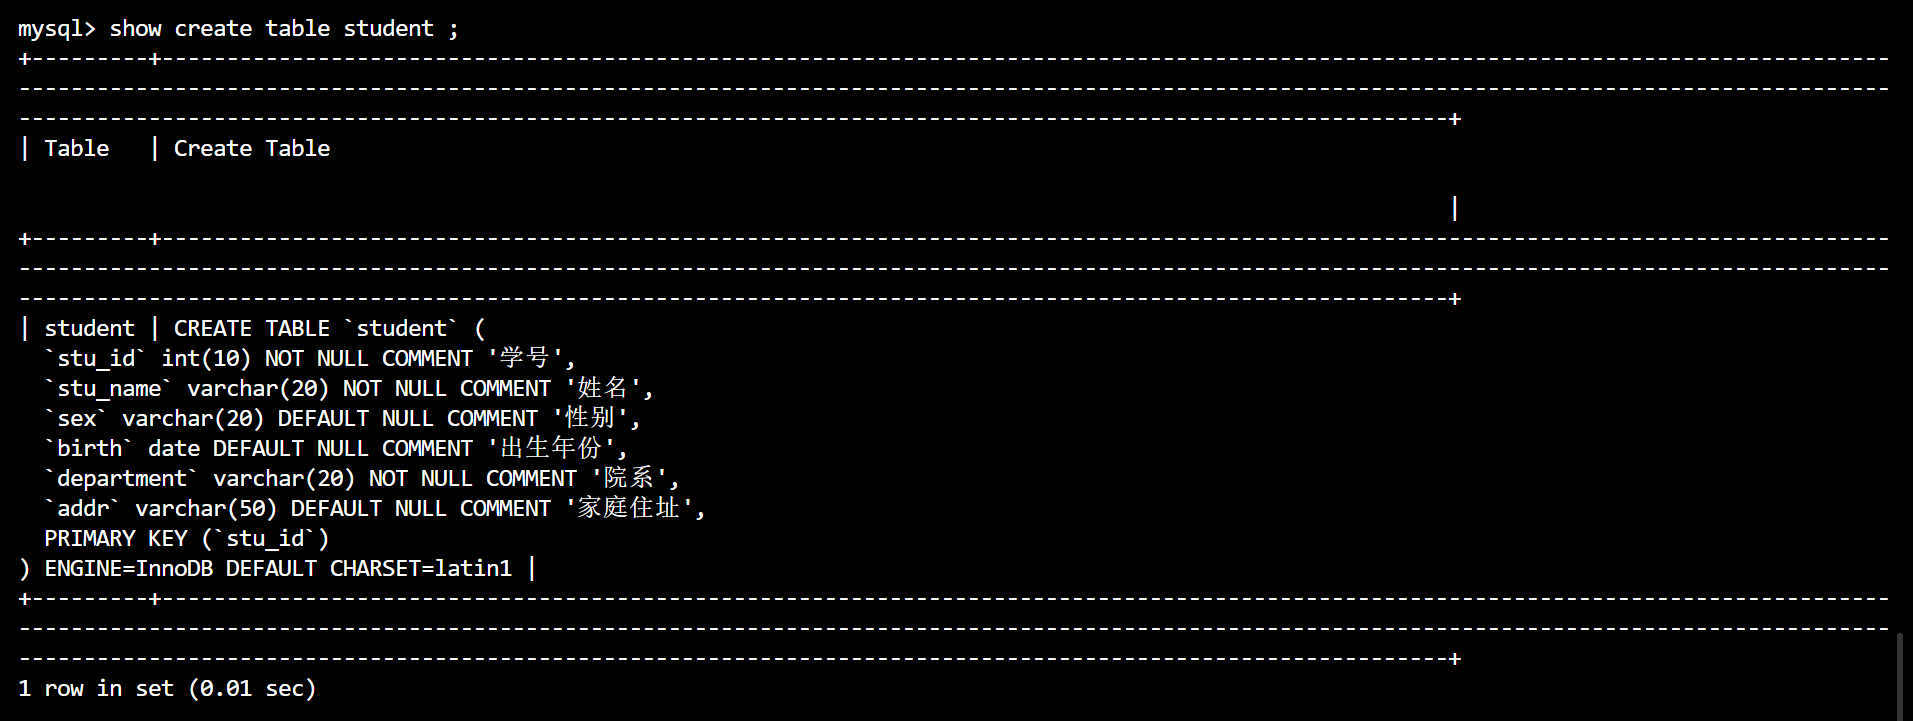 mysql> show create table student ;
+---------+-------------------------------------------------------------------------------------------------------------------------------------
------------------------------------------------------------------------------------------------------------------------------------------------
--------------------------------------------------------------------------------------------------------------+
| Table   | Create Table
|
+---------+-------------------------------------------------------------------------------------------------------------------------------------
------------------------------------------------------------------------------------------------------------------------------------------------
--------------------------------------------------------------------------------------------------------------+
| student | CREATE TABLE `student` (
  `stu_id` int(10) NOT NULL COMMENT '学号',
  `stu_name` varchar(20) NOT NULL COMMENT '姓名',
  `sex` varchar(20) DEFAULT NULL COMMENT '性别',
  `birth` date DEFAULT NULL COMMENT '出生年份',
  `department` varchar(20) NOT NULL COMMENT '院系',
  `addr` varchar(50) DEFAULT NULL COMMENT '家庭住址',
  PRIMARY KEY (`stu_id`)
) ENGINE=InnoDB DEFAULT CHARSET=latin1 |
+---------+-------------------------------------------------------------------------------------------------------------------------------------
------------------------------------------------------------------------------------------------------------------------------------------------
--------------------------------------------------------------------------------------------------------------+
1 row in set (0.01 sec)